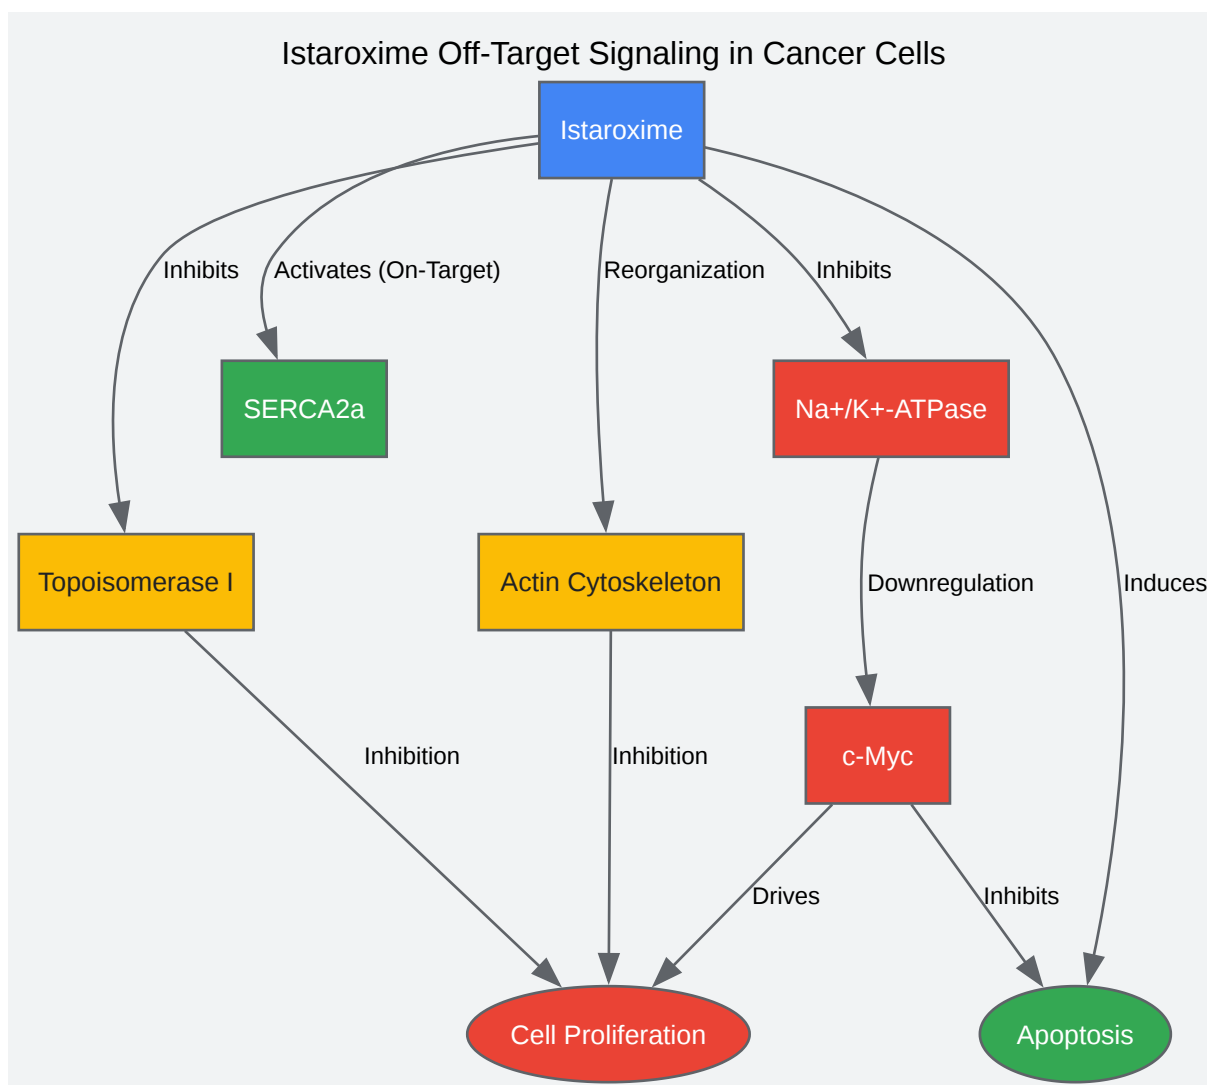 Istaroxime Off-Target Signaling in Cancer Cells
Istaroxime
Inhibits
Activates (On-Target)
Reorganization
Inhibits
SERCA2a
Na+/K+-ATPase
Topoisomerase I
Actin Cytoskeleton
Downregulation
Induces
Inhibition
Inhibition
c-Myc
Drives
Inhibits
Cell Proliferation
Apoptosis